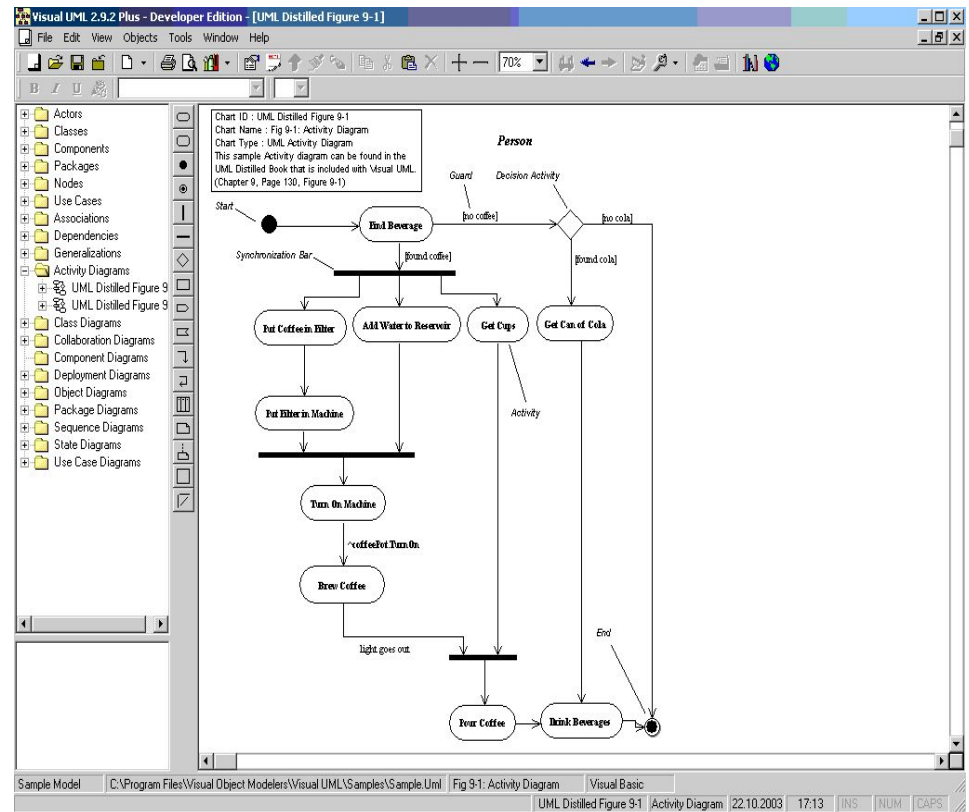 Visual UML 2.9.2 Plus - Developer Edition - [UML Distilled Figure 9-1]
File Edit View Objects Tools Window Help
70%
B I U
Actors
Classes
Components
Packages
Nodes
Use Cases
Associations
Dependencies
Generalizations
Activity Diagrams
UML Distilled Figure 9
UML Distilled Figure 9
Class Diagrams
Collaboration Diagrams
Component Diagrams
Deployment Diagrams
Object Diagrams
Package Diagrams
Sequence Diagrams
State Diagrams
Use Case Diagrams
Chart ID : UML Distilled Figure 9-1
Chart Name : Fig 9-1: Activity Diagram
Chart Type : UML Activity Diagram
This sample Activity diagram can be found in the
UML Distilled Book that is included with Visual UML.
(Chapter 9, Page 130, Figure 9-1)
Person
Guard
Decision Activity
Start
[no coffee]
[no cola]
Find Beverage
Synchronization Bar
[found coffee]
[found cola]
Put Coffee in Filter
Add Water to Reservoir
Get Cups
Get Can of Cola
Put Filter in Machine
Activity
Turn On Machine
^coffeePot.Turn On
Brew Coffee
light goes out
End
Pour Coffee
Drink Beverages
Sample Model
C:\Program Files\Visual Object Modelers\Visual UML\Samples\Sample.Uml
Fig 9-1: Activity Diagram
Visual Basic
UML Distilled Figure 9-1
Activity Diagram
22.10.2003
17:13
INS
NUM
CAPS